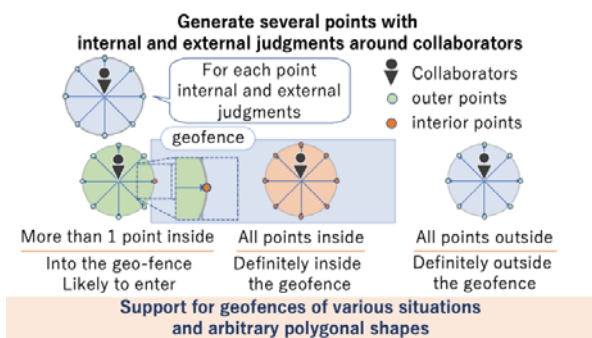 Generate several points with
internal and external judgments around collaborators
For each point
internal and external
judgments
Collaborators
outer points
interior points
geofence
More than 1 point inside
Into the geo-fence
Likely to enter
All points inside
Definitely inside
the geofence
All points outside
Definitely outside
the geofence
Support for geofences of various situations
and arbitrary polygonal shapes